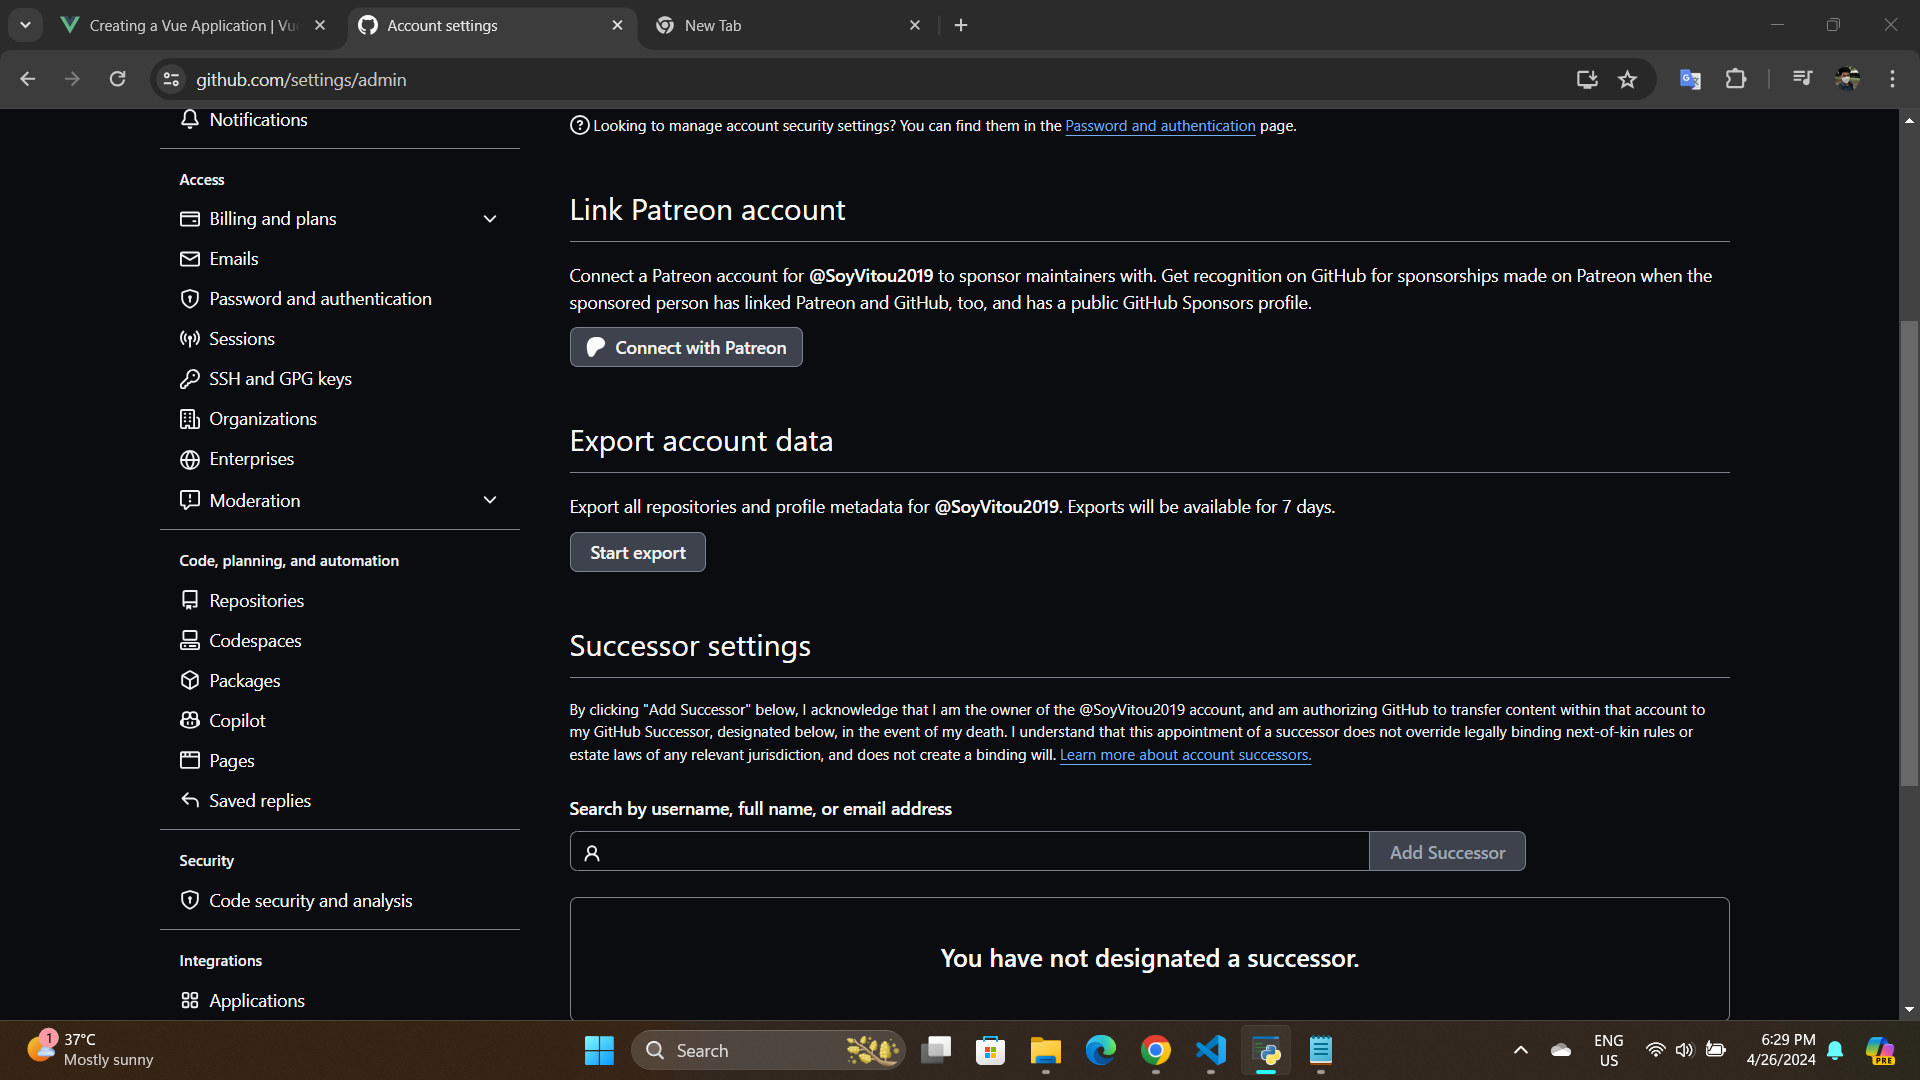 Creating a Vue Application | Vu
Account settings
New Tab
github.com/settings/admin
Notifications
Access
Billing and plans
Emails
Password and authentication
Sessions
SSH and GPG keys
Organizations
Enterprises
Moderation
Code, planning, and automation
Repositories
Codespaces
Packages
Copilot
Pages
Saved replies
Security
Code security and analysis
Integrations
Applications
Looking to manage account security settings? You can find them in the Password and authentication page.
Link Patreon account
Connect a Patreon account for @SoyVitou2019 to sponsor maintainers with. Get recognition on GitHub for sponsorships made on Patreon when the
sponsored person has linked Patreon and GitHub, too, and has a public GitHub Sponsors profile.
Connect with Patreon
Export account data
Export all repositories and profile metadata for @SoyVitou2019. Exports will be available for 7 days.
Start export
Successor settings
By clicking "Add Successor" below, I acknowledge that I am the owner of the @SoyVitou2019 account, and am authorizing GitHub to transfer content within that account to
my GitHub Successor, designated below, in the event of my death. I understand that this appointment of a successor does not override legally binding next-of-kin rules or
estate laws of any relevant jurisdiction, and does not create a binding will. Learn more about account successors.
Search by username, full name, or email address
Add Successor
You have not designated a successor.
1
37°C
Mostly sunny
Search
ENG
US
6:29 PM
4/26/2024
PRE